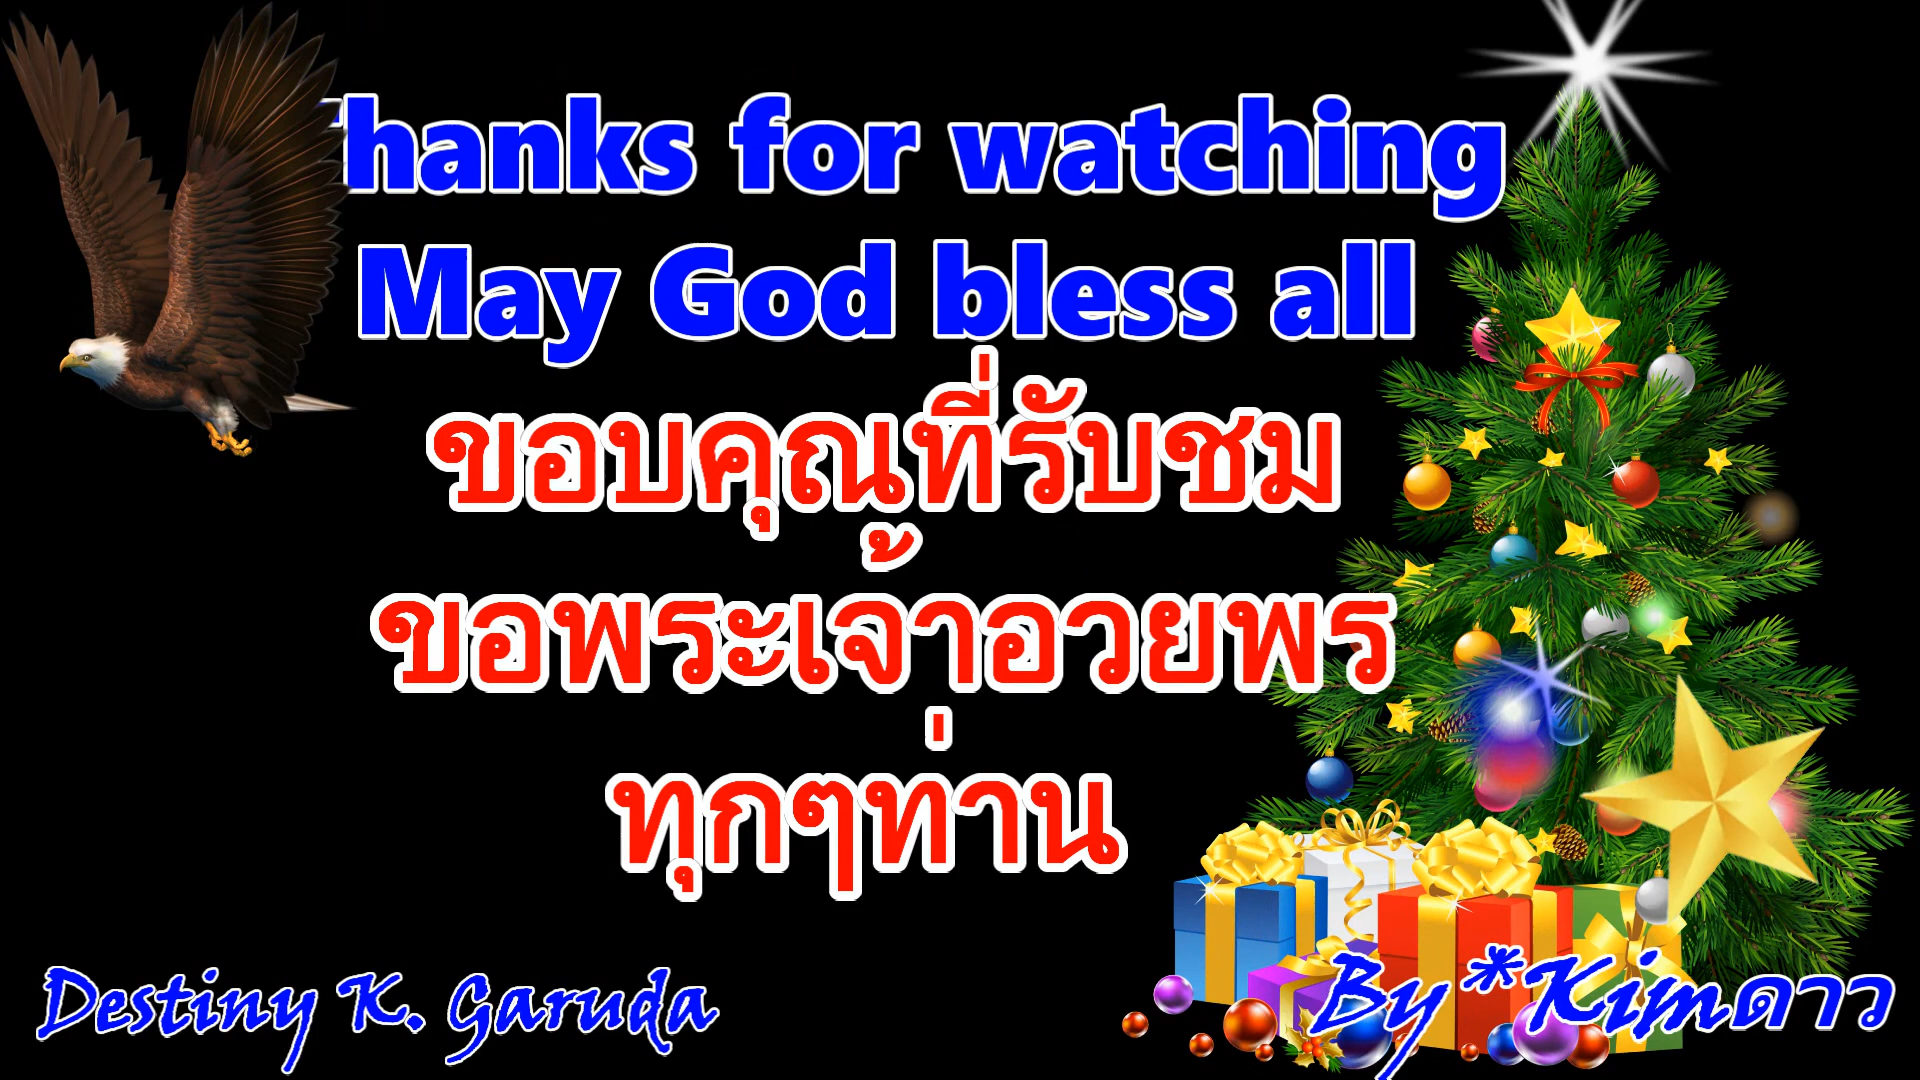 Thanks for watching
May God bless all
ขอบคุณที่รับชม
ขอพระเจ้าอวยพร
ทุกๆท่าน
Destiny K. Garuda
By *Kimดาว